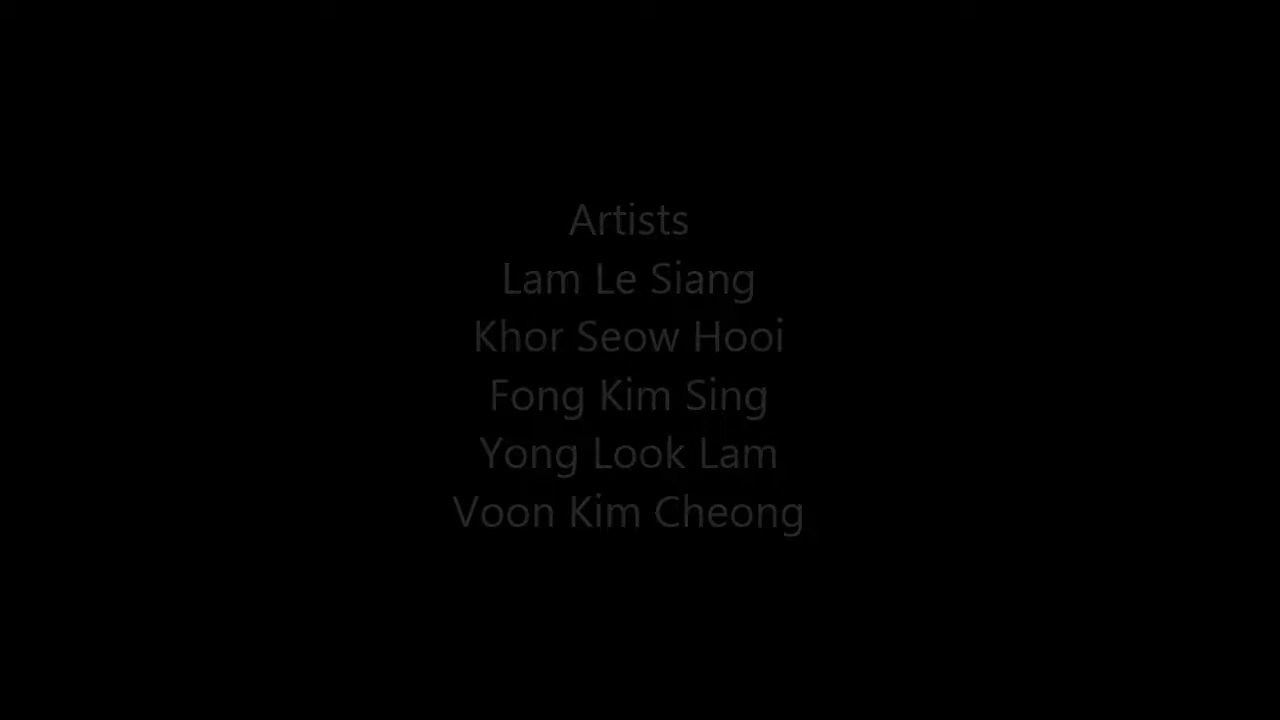 Artists
Lam Le Siang
Khor Seow Hooi
Fong Kim Sing
Yong Look Lam
Voon Kim Cheong